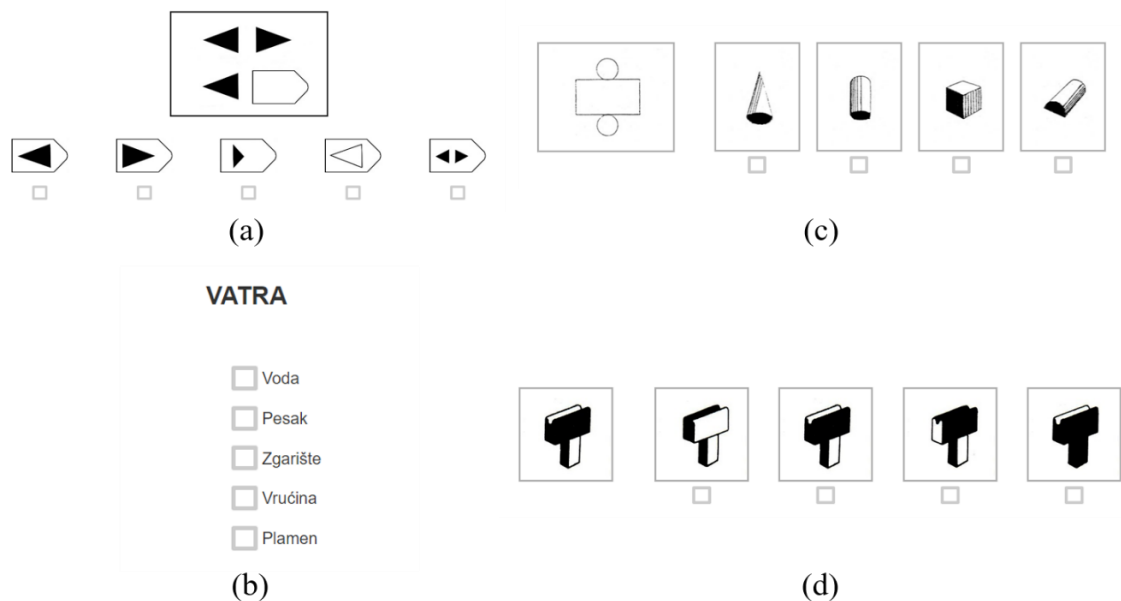 (a)
(c)
VATRA
Voda
Pesak
Zgarište
Vrućina
Plamen
(b)
(d)